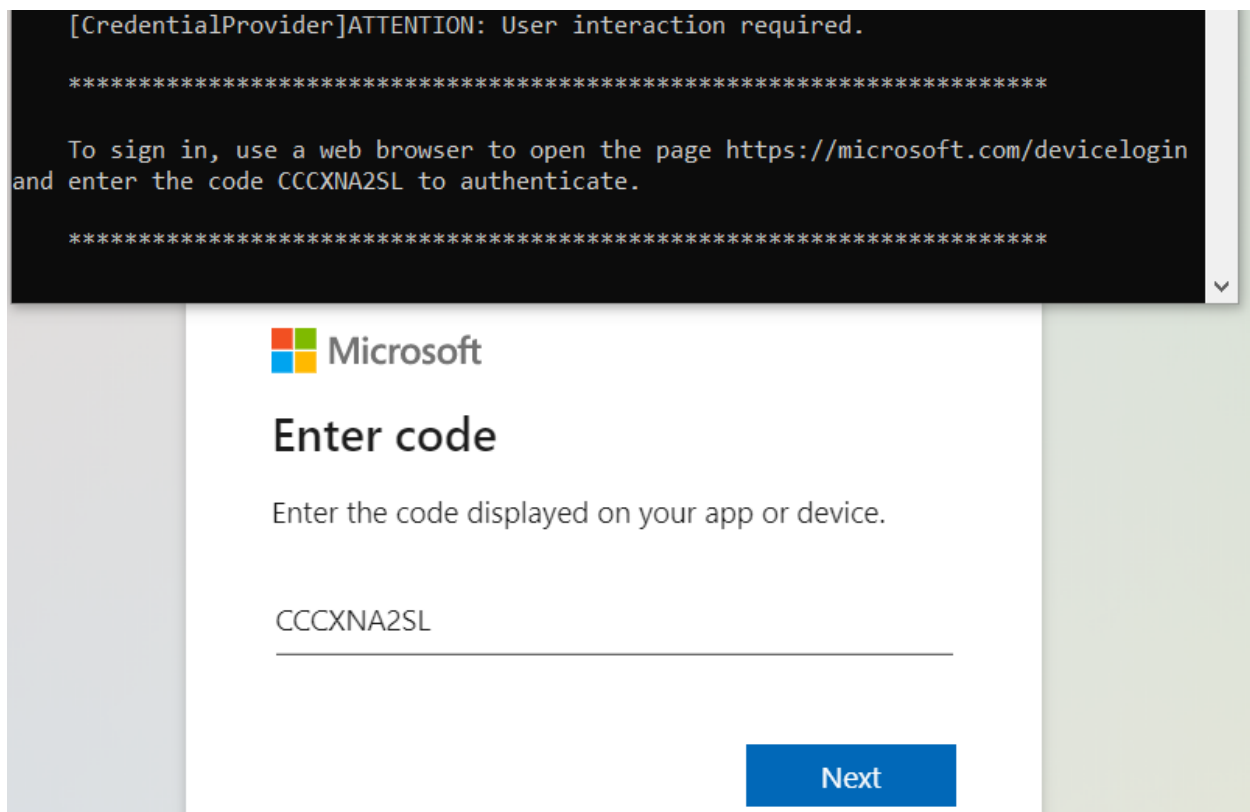 [CredentialProvider]ATTENTION: User interaction required.
**********************************************************************
To sign in, use a web browser to open the page https://microsoft.com/devicelogin
and enter the code CCCXNA2SL to authenticate.
**********************************************************************
Microsoft
Enter code
Enter the code displayed on your app or device.
CCCXNA2SL
Next